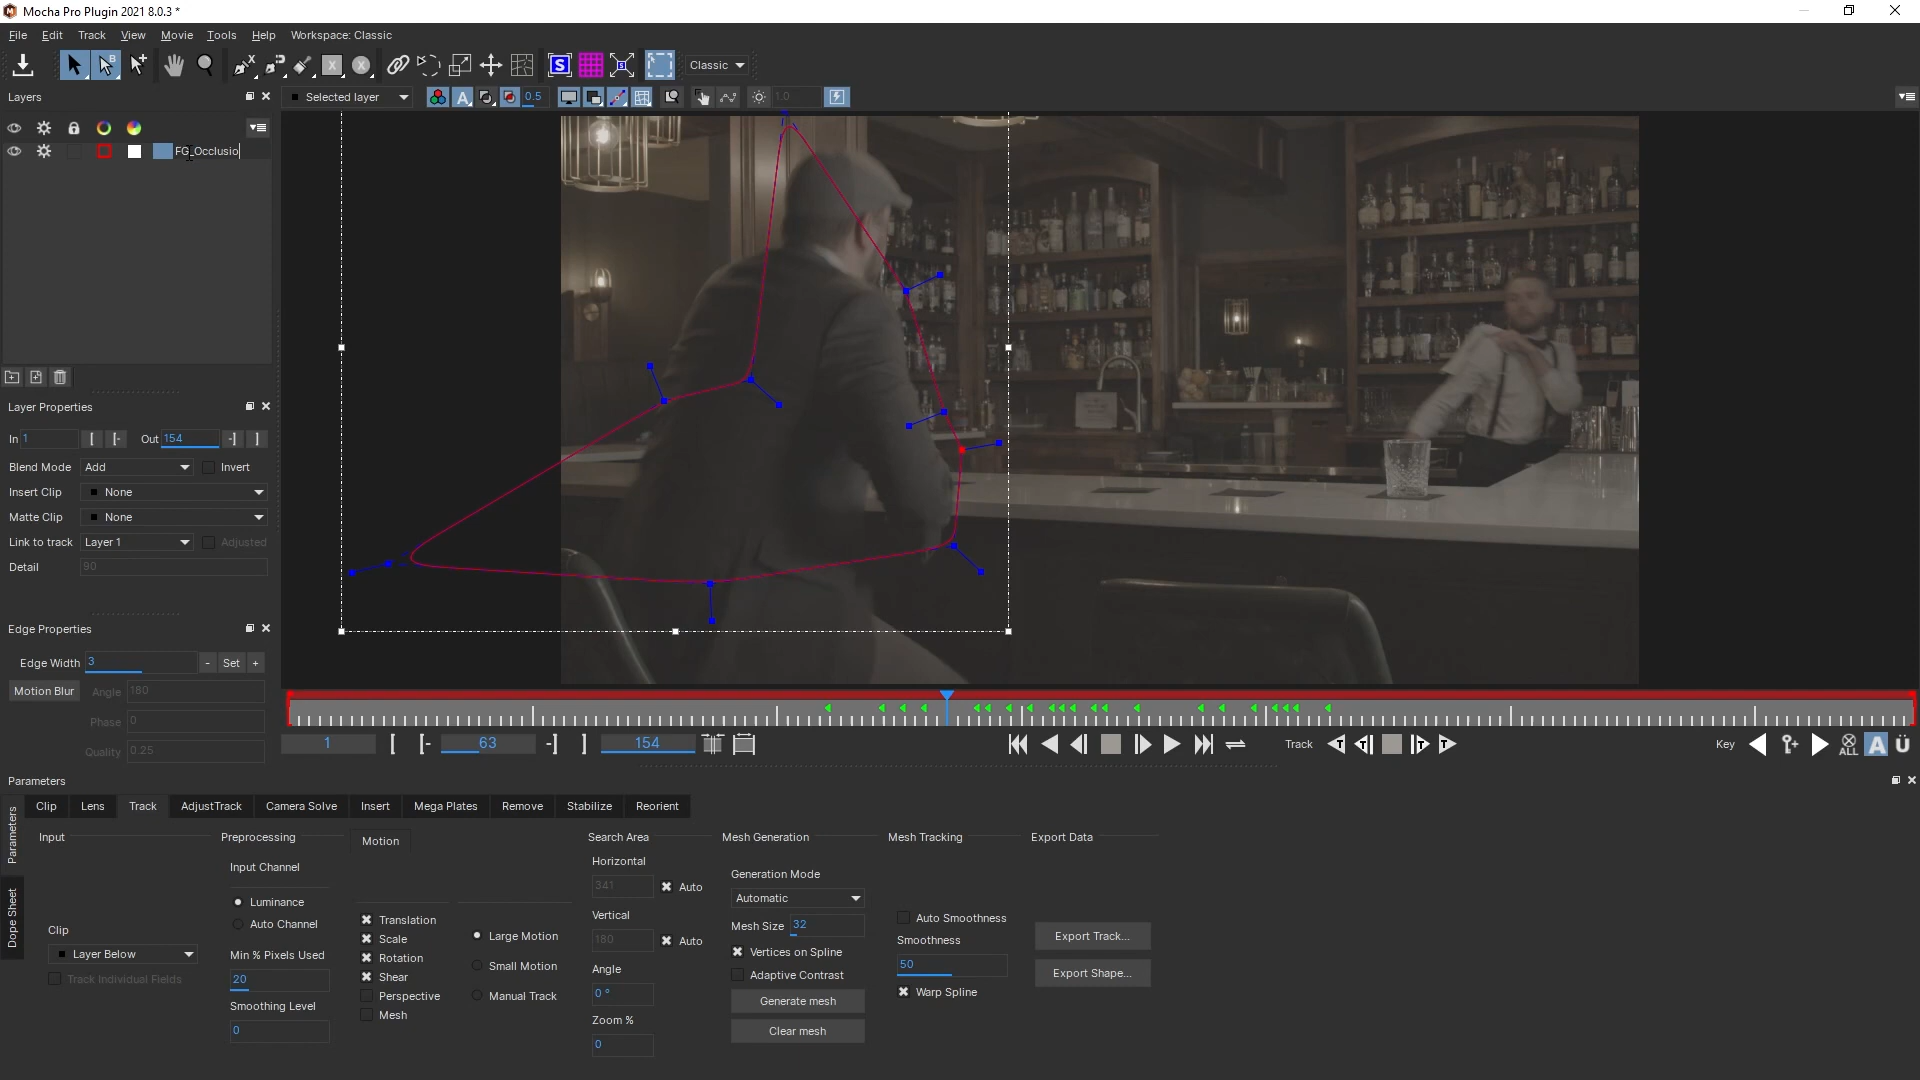 Mocha Pro Plugin 2021 8.0.3 *
File Edit Track View Movie Tools Help Workspace: Classic
Classic
Layers
Selected layer
0.5
1.0
FG_Occlusio
Layer Properties
In 1 Out 154
Blend Mode Add Invert
Insert Clip None
Matte Clip None
Link to track Layer 1 Adjusted
Detail 90
Edge Properties
Edge Width 3 - Set +
Motion Blur Angle 180
Phase 0
Quality 0.25
1 63 154
Track
Key
ALL
Parameters
Parameters
Dope Sheet
Clip Lens Track AdjustTrack Camera Solve Insert Mega Plates Remove Stabilize Reorient
Input
Clip
Layer Below
Track Individual Fields
Preprocessing
Input Channel
Luminance
Auto Channel
Min % Pixels Used
20
Smoothing Level
0
Motion
Translation
Scale
Rotation
Shear
Perspective
Mesh
Large Motion
Small Motion
Manual Track
Search Area
Horizontal
341 Auto
Vertical
180 Auto
Angle
0 °
Zoom %
0
Mesh Generation
Generation Mode
Automatic
Mesh Size 32
Vertices on Spline
Adaptive Contrast
Generate mesh
Clear mesh
Mesh Tracking
Auto Smoothness
Smoothness
50
Warp Spline
Export Data
Export Track...
Export Shape...